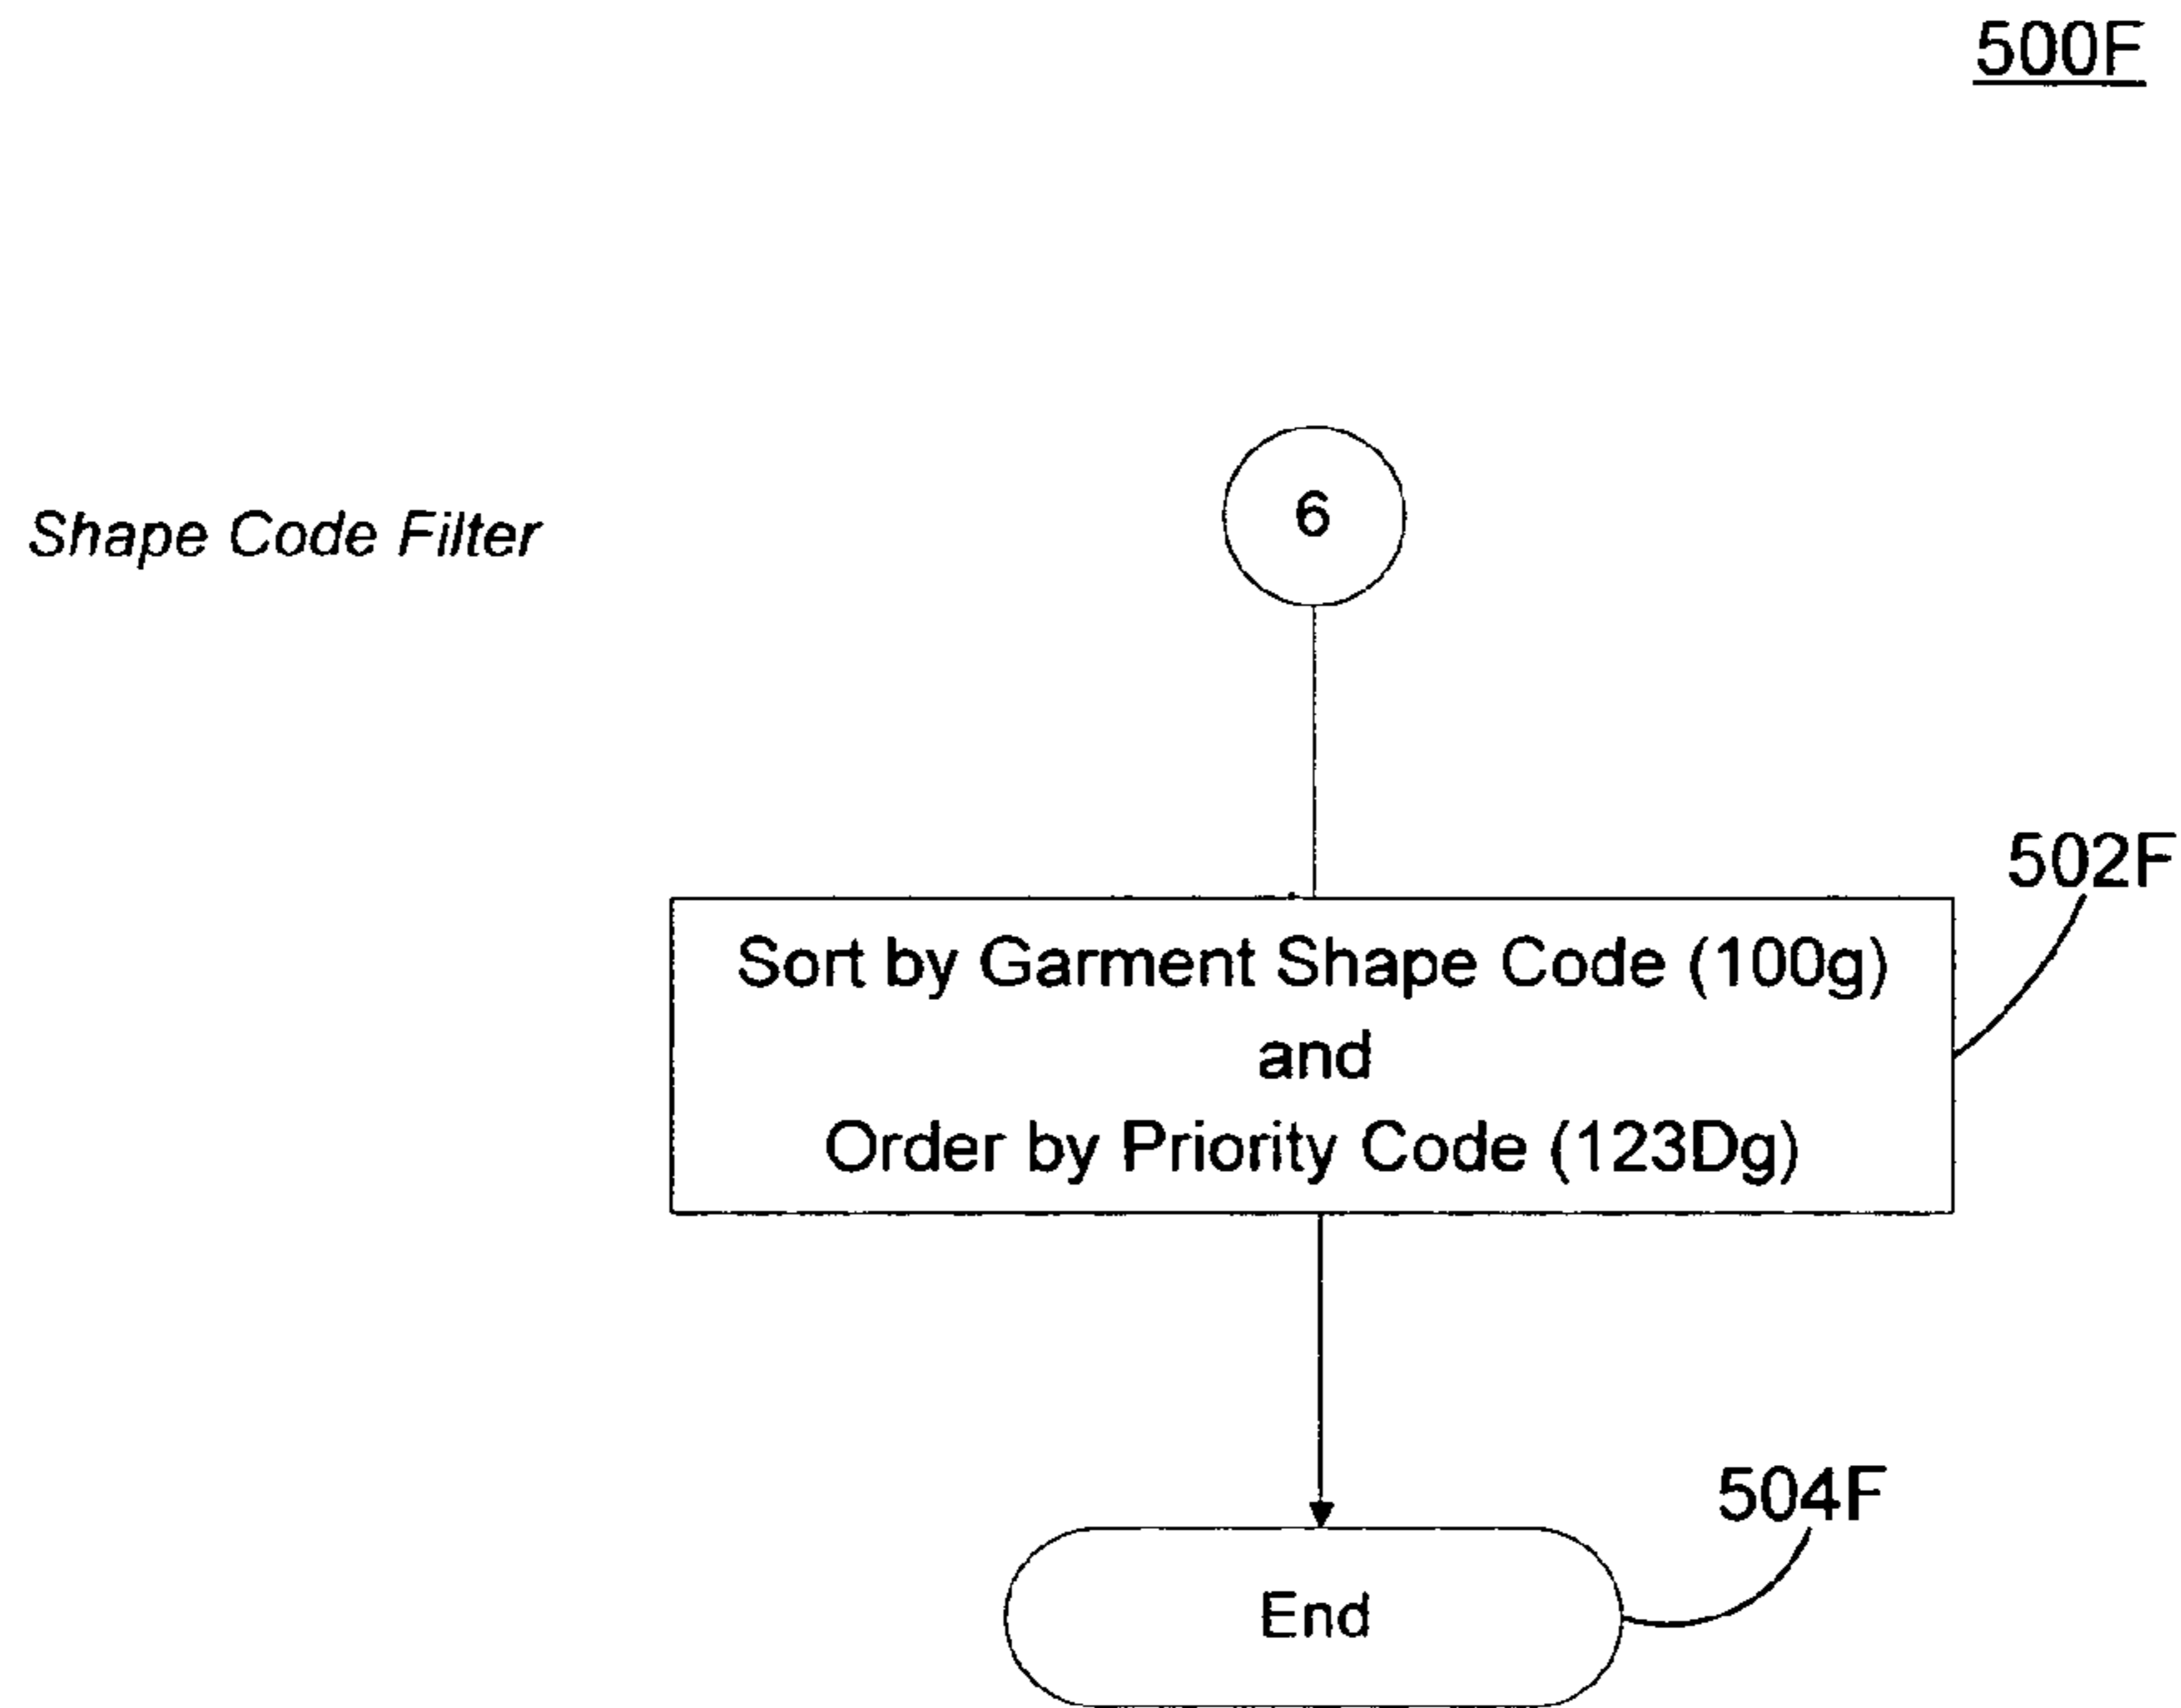 500F
6
Shape Code Filter
502F
Sort by Garment Shape Code (100g)
and
Order by Priority Code (123Dg)
504F
End